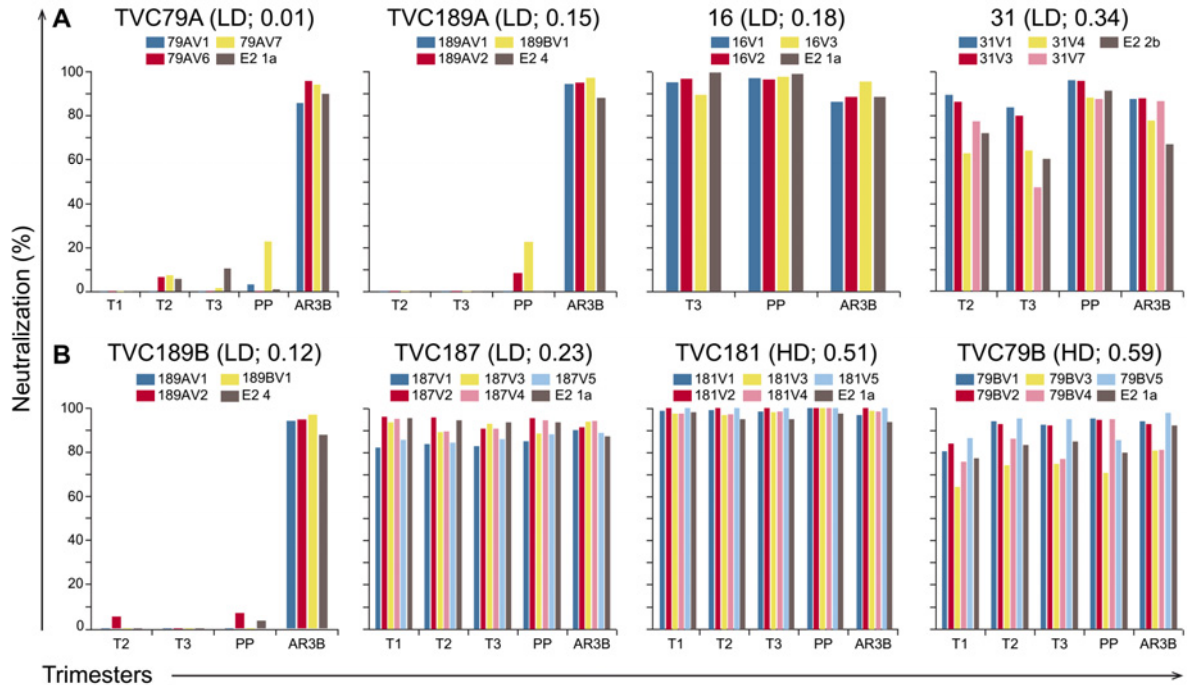 A
TVC79A (LD; 0.01)
79AV1 79AV7
79AV6 E2 1a
100
80
60
40
20
0
T1 T2 T3 PP AR3B
TVC189A (LD; 0.15)
189AV1 189BV1
189AV2 E2 4
T2 T3 PP AR3B
16 (LD; 0.18)
16V1 16V3
16V2 E2 1a
T3 PP AR3B
31 (LD; 0.34)
31V1 31V4 E2 2b
31V3 31V7
T2 T3 PP AR3B
Neutralization (%)
B
TVC189B (LD; 0.12)
189AV1 189BV1
189AV2 E2 4
100
80
60
40
20
0
T2 T3 PP AR3B
TVC187 (LD; 0.23)
187V1 187V3 187V5
187V2 187V4 E2 1a
T1 T2 T3 PP AR3B
TVC181 (HD; 0.51)
181V1 181V3 181V5
181V2 181V4 E2 1a
T1 T2 T3 PP AR3B
TVC79B (HD; 0.59)
79BV1 79BV3 79BV5
79BV2 79BV4 E2 1a
T1 T2 T3 PP AR3B
Trimesters